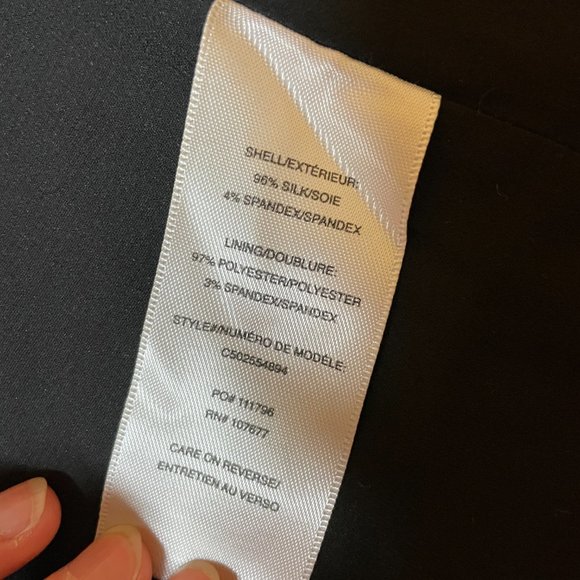 SHELL/EXTÉRIEUR:
96% SILK/SOIE
4% SPANDEX/SPANDEX
LINING/DOUBLURE:
97% POLYESTER/POLYESTER
3% SPANDEX/SPANDEX
STYLE#/NUMÉRO DE MODÈLE:
C502554894
PO# 111796
RN# 107677
CARE ON REVERSE/
ENTRETIEN AU VERSO